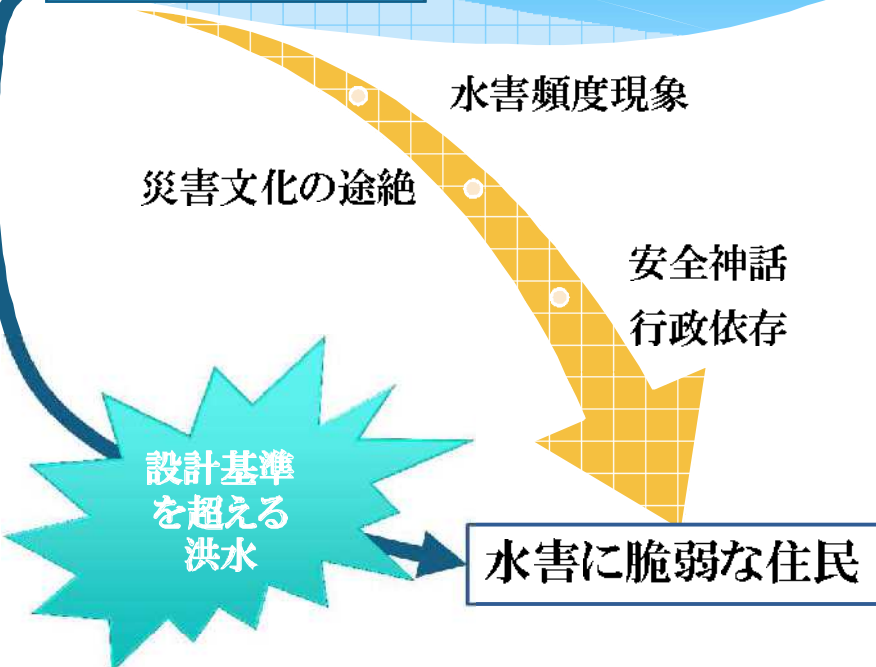 水害頻度現象
災害文化の途絶
安全神話
行政依存
設計基準
を超える
洪水
水害に脆弱な住民